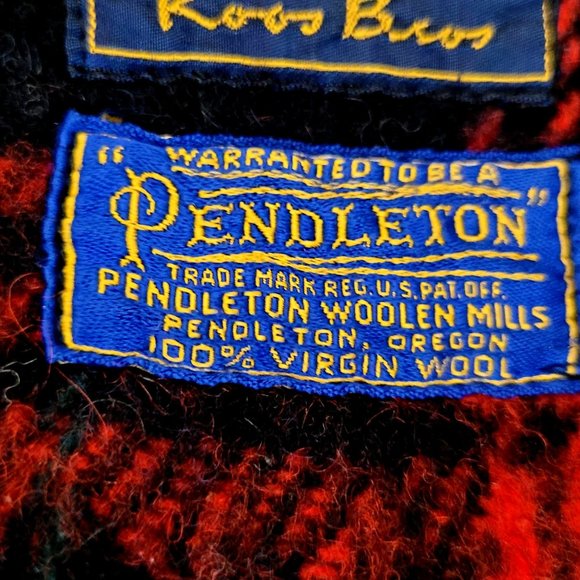 Roos Bros
"WARRANTED TO BE A
PENDLETON"
TRADE MARK REG. U.S. PAT. OFF.
PENDLETON WOOLEN MILLS
PENDLETON, OREGON
100% VIRGIN WOOL